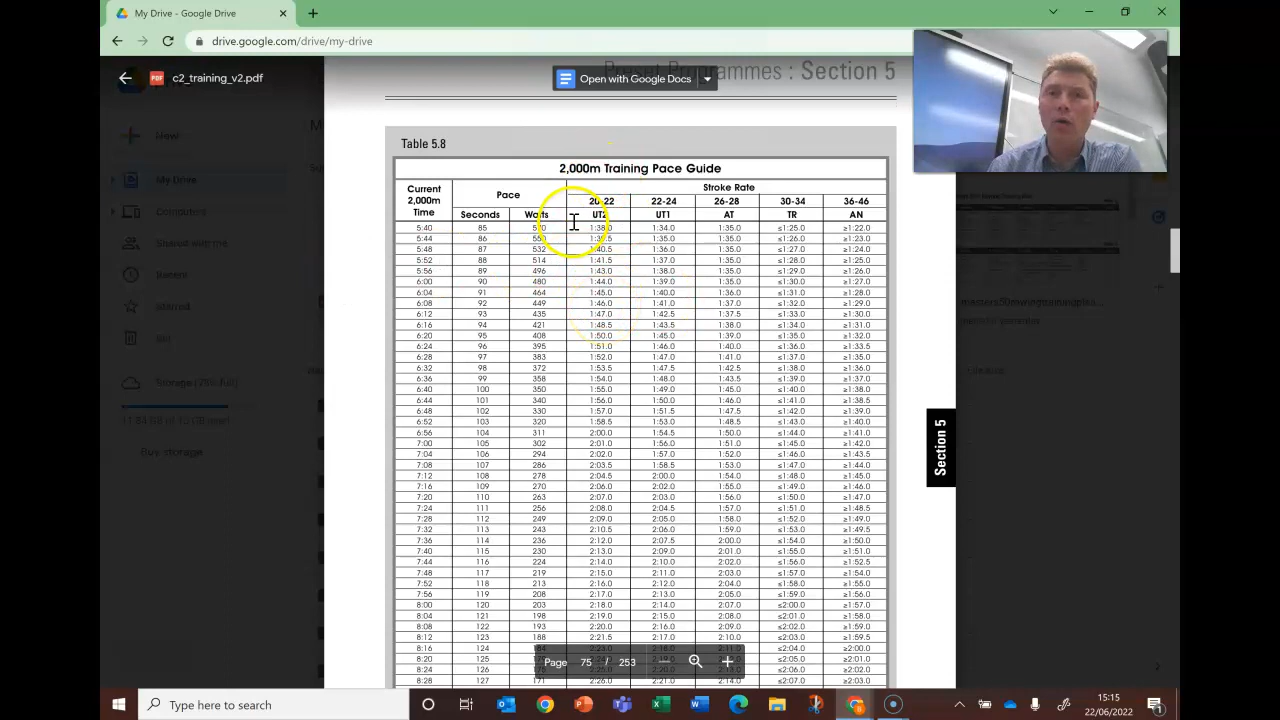 My Drive - Google Drive
drive.google.com/drive/my-drive
PDF c2_training_v2.pdf
Preset Programmes : Section 5
Open with Google Docs
New
My Drive
Computers
Shared with me
Recent
Starred
Bin
Buy storage
Table 5.8
2,000m Training Pace Guide
Current 2,000m Time
Pace
Stroke Rate
20-22 22-24 26-28 30-34 36-46
Seconds Watts UT2 UT1 AT TR AN
5:40 85 1:38.0 1:34.0 1:35.0 ≤1:25.0 ≥1:22.0
5:44 86 1:35.0 1:35.0 ≤1:26.0 ≥1:23.0
5:48 87 532 1:40.5 1:36.0 1:35.0 ≤1:27.0 ≥1:24.0
5:52 88 514 1:41.5 1:37.0 1:35.0 ≤1:28.0 ≥1:25.0
5:56 89 496 1:43.0 1:38.0 1:35.0 ≤1:29.0 ≥1:26.0
6:00 90 480 1:44.0 1:39.0 1:35.0 ≤1:30.0 ≥1:27.0
6:04 91 464 1:45.0 1:40.0 1:36.0 ≤1:31.0 ≥1:28.0
6:08 92 449 1:46.0 1:41.0 1:37.0 ≤1:32.0 ≥1:29.0
6:12 93 435 1:47.0 1:42.5 1:37.5 ≤1:33.0 ≥1:30.0
6:16 94 421 1:48.5 1:43.5 1:38.0 ≤1:34.0 ≥1:31.0
6:20 95 408 1:50.0 1:45.0 1:39.0 ≤1:35.0 ≥1:32.0
6:24 96 395 1:51.0 1:46.0 1:40.0 ≤1:36.0 ≥1:33.5
6:28 97 383 1:52.0 1:47.0 1:41.0 ≤1:37.0 ≥1:35.0
6:32 98 372 1:53.5 1:47.5 1:42.5 ≤1:38.0 ≥1:36.0
6:36 99 358 1:54.0 1:48.0 1:43.5 ≤1:39.0 ≥1:37.0
6:40 100 350 1:55.0 1:49.0 1:45.0 ≤1:40.0 ≥1:38.0
6:44 101 340 1:56.0 1:50.0 1:46.0 ≤1:41.0 ≥1:38.5
6:48 102 330 1:57.0 1:51.5 1:47.5 ≤1:42.0 ≥1:39.0
6:52 103 320 1:58.5 1:53.0 1:48.5 ≤1:43.0 ≥1:40.0
6:56 104 311 2:00.0 1:54.5 1:50.0 ≤1:44.0 ≥1:41.0
7:00 105 302 2:01.0 1:56.0 1:51.0 ≤1:45.0 ≥1:42.0
7:04 106 294 2:02.0 1:57.0 1:52.0 ≤1:46.0 ≥1:43.5
7:08 107 286 2:03.5 1:58.5 1:53.0 ≤1:47.0 ≥1:44.0
7:12 108 278 2:04.5 2:00.0 1:54.0 ≤1:48.0 ≥1:45.0
7:16 109 270 2:06.0 2:02.0 1:55.0 ≤1:49.0 ≥1:46.0
7:20 110 263 2:07.0 2:03.0 1:56.0 ≤1:50.0 ≥1:47.0
7:24 111 256 2:08.0 2:04.5 1:57.0 ≤1:51.0 ≥1:48.5
7:28 112 249 2:09.0 2:05.0 1:58.0 ≤1:52.0 ≥1:49.0
7:32 113 243 2:10.5 2:06.0 1:59.0 ≤1:53.0 ≥1:49.5
7:36 114 236 2:12.0 2:07.5 2:00.0 ≤1:54.0 ≥1:50.0
7:40 115 230 2:13.0 2:09.0 2:01.0 ≤1:55.0 ≥1:51.0
7:44 116 224 2:14.0 2:10.0 2:02.0 ≤1:56.0 ≥1:52.5
7:48 117 219 2:15.0 2:11.0 2:03.0 ≤1:57.0 ≥1:54.0
7:52 118 213 2:16.0 2:12.0 2:04.0 ≤1:58.0 ≥1:55.0
7:56 119 208 2:17.0 2:13.0 2:05.0 ≤1:59.0 ≥1:56.0
8:00 120 203 2:18.0 2:14.0 2:07.0 ≤2:00.0 ≥1:57.0
8:04 121 198 2:19.0 2:15.0 2:08.0 ≤2:01.0 ≥1:58.0
8:08 122 193 2:20.0 2:16.0 2:09.0 ≤2:02.0 ≥1:59.0
8:12 123 188 2:21.5 2:17.0 2:10.0 ≤2:03.0 ≥1:59.5
8:16 124 ≤2:04.0 ≥2:00.0
8:20 125 ≤2:05.0 ≥2:01.0
8:24 126 ≤2:06.0 ≥2:02.0
8:28 127 171 2:26.0 2:21.0 2:14.0 ≤2:07.0 ≥2:03.0
Section 5
Page 75 / 253
Type here to search
15:15
22/06/2022